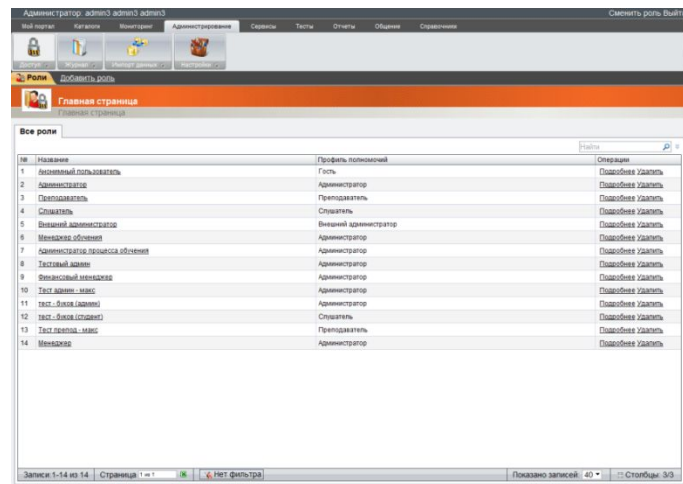 Администратор: admin3 admin3 admin3 Сменить роль Выйти
Мой портал Каталоги Мониторинг Администрирование Сервисы Тесты Отчеты Общение Справочники
Доступ Журнал Импорт данных Настройки
Роли Добавить роль
Главная страница
Главная страница
Все роли
Найти
№ Название Профиль полномочий Операции
1 Анонимный пользователь Гость Подробнее Удалить
2 Администратор Администратор Подробнее Удалить
3 Преподаватель Преподаватель Подробнее Удалить
4 Слушатель Слушатель Подробнее Удалить
5 Внешний администратор Внешний администратор Подробнее Удалить
6 Менеджер обучения Администратор Подробнее Удалить
7 Администратор процесса обучения Администратор Подробнее Удалить
8 Тестовый админ Администратор Подробнее Удалить
9 Финансовый менеджер Администратор Подробнее Удалить
10 Тест админ - макс Администратор Подробнее Удалить
11 тест - буков (админ) Администратор Подробнее Удалить
12 тест - буков (студент) Слушатель Подробнее Удалить
13 Тест препод - макс Преподаватель Подробнее Удалить
14 Менеджер Администратор Подробнее Удалить
Записи:1-14 из 14 Страница 1 из 1 Нет фильтра Показано записей: 40 Столбцы: 3/3